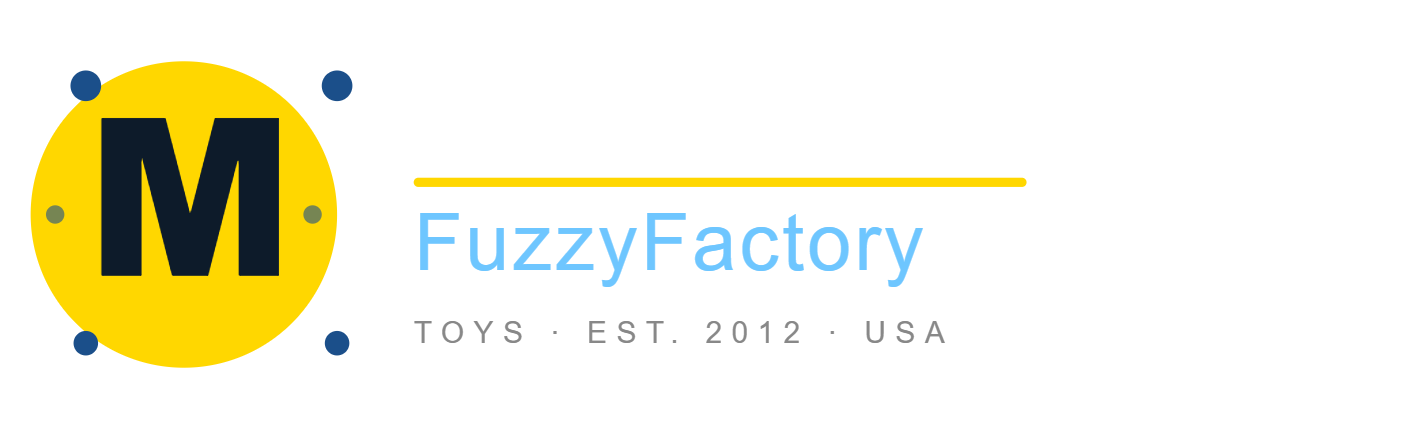 M
FuzzyFactory
TOYS · EST. 2012 · USA